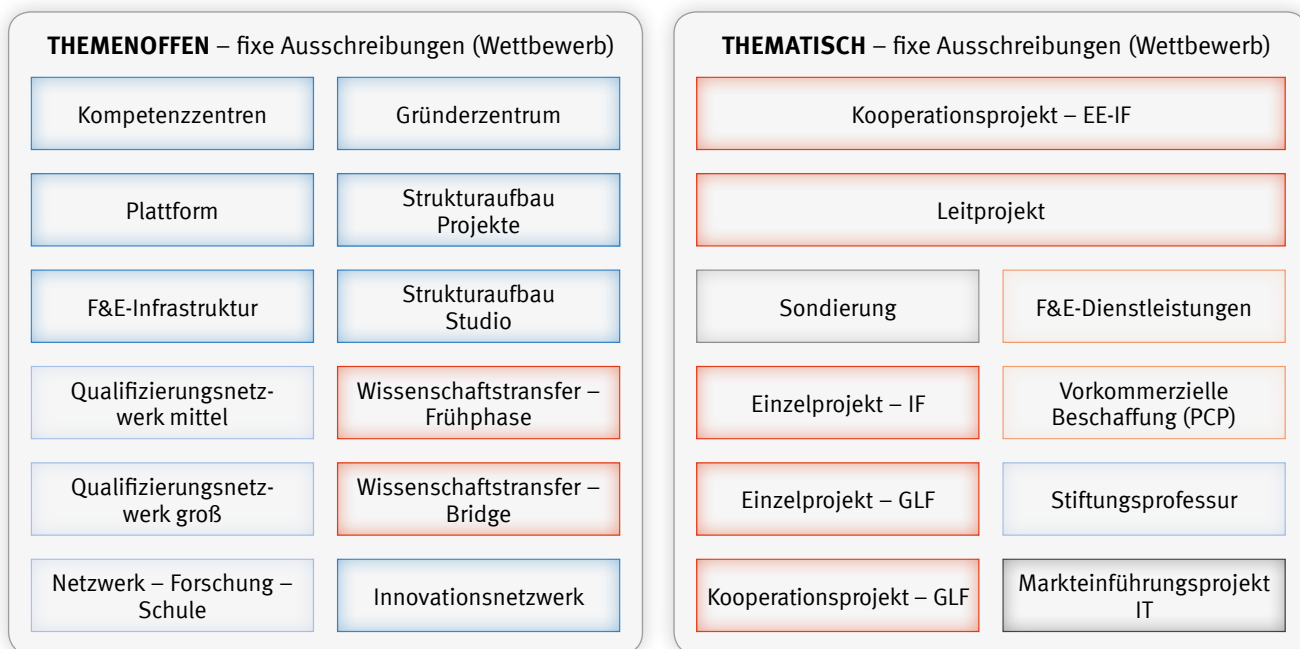 THEMENOFFEN – fixe Ausschreibungen (Wettbewerb)
Kompetenzzentren
Gründerzentrum
Plattform
Strukturaufbau
Projekte
F&E-Infrastruktur
Strukturaufbau
Studio
Qualifizierungsnetz-
werk mittel
Wissenschaftstransfer –
Frühphase
Qualifizierungsnetz-
werk groß
Wissenschaftstransfer –
Bridge
Netzwerk – Forschung –
Schule
Innovationsnetzwerk
THEMATISCH – fixe Ausschreibungen (Wettbewerb)
Kooperationsprojekt – EE-IF
Leitprojekt
Sondierung
F&E-Dienstleistungen
Einzelprojekt – IF
Vorkommerzielle
Beschaffung (PCP)
Einzelprojekt – GLF
Stiftungsprofessur
Kooperationsprojekt – GLF
Markteinführungsprojekt
IT